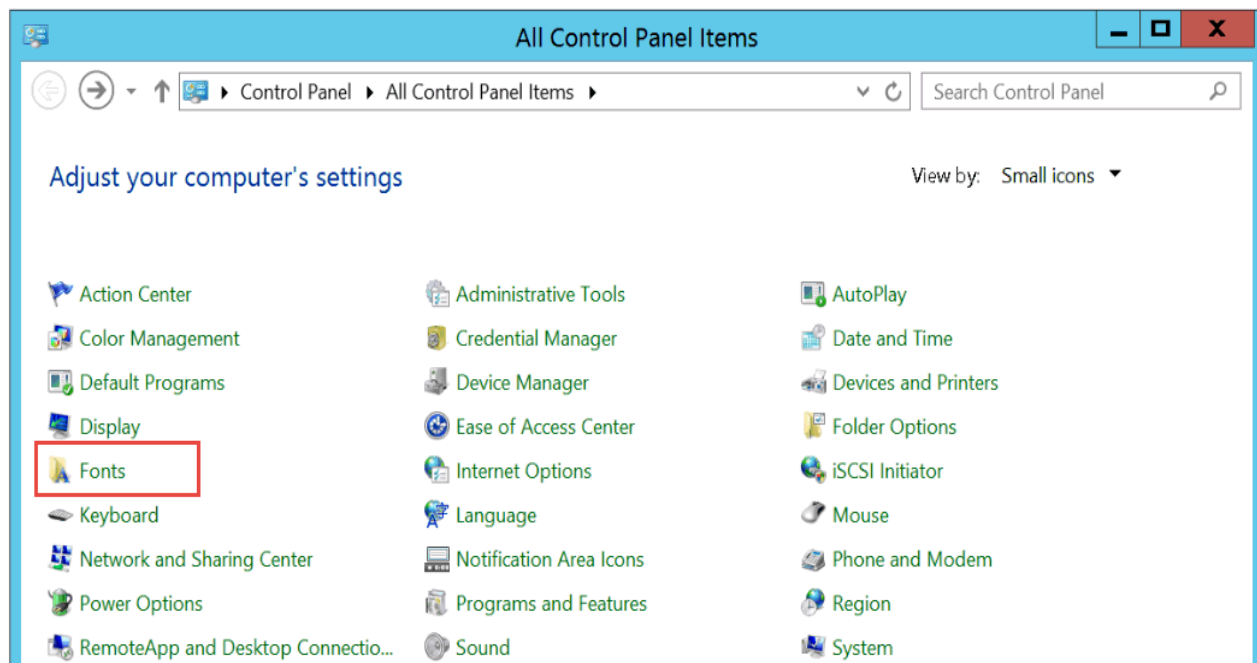 All Control Panel Items
Control Panel All Control Panel Items Search Control Panel
Adjust your computer's settings View by: Small icons
Action Center Administrative Tools AutoPlay
Color Management Credential Manager Date and Time
Default Programs Device Manager Devices and Printers
Display Ease of Access Center Folder Options
Fonts Internet Options iSCSI Initiator
Keyboard Language Mouse
Network and Sharing Center Notification Area Icons Phone and Modem
Power Options Programs and Features Region
RemoteApp and Desktop Connectio... Sound System